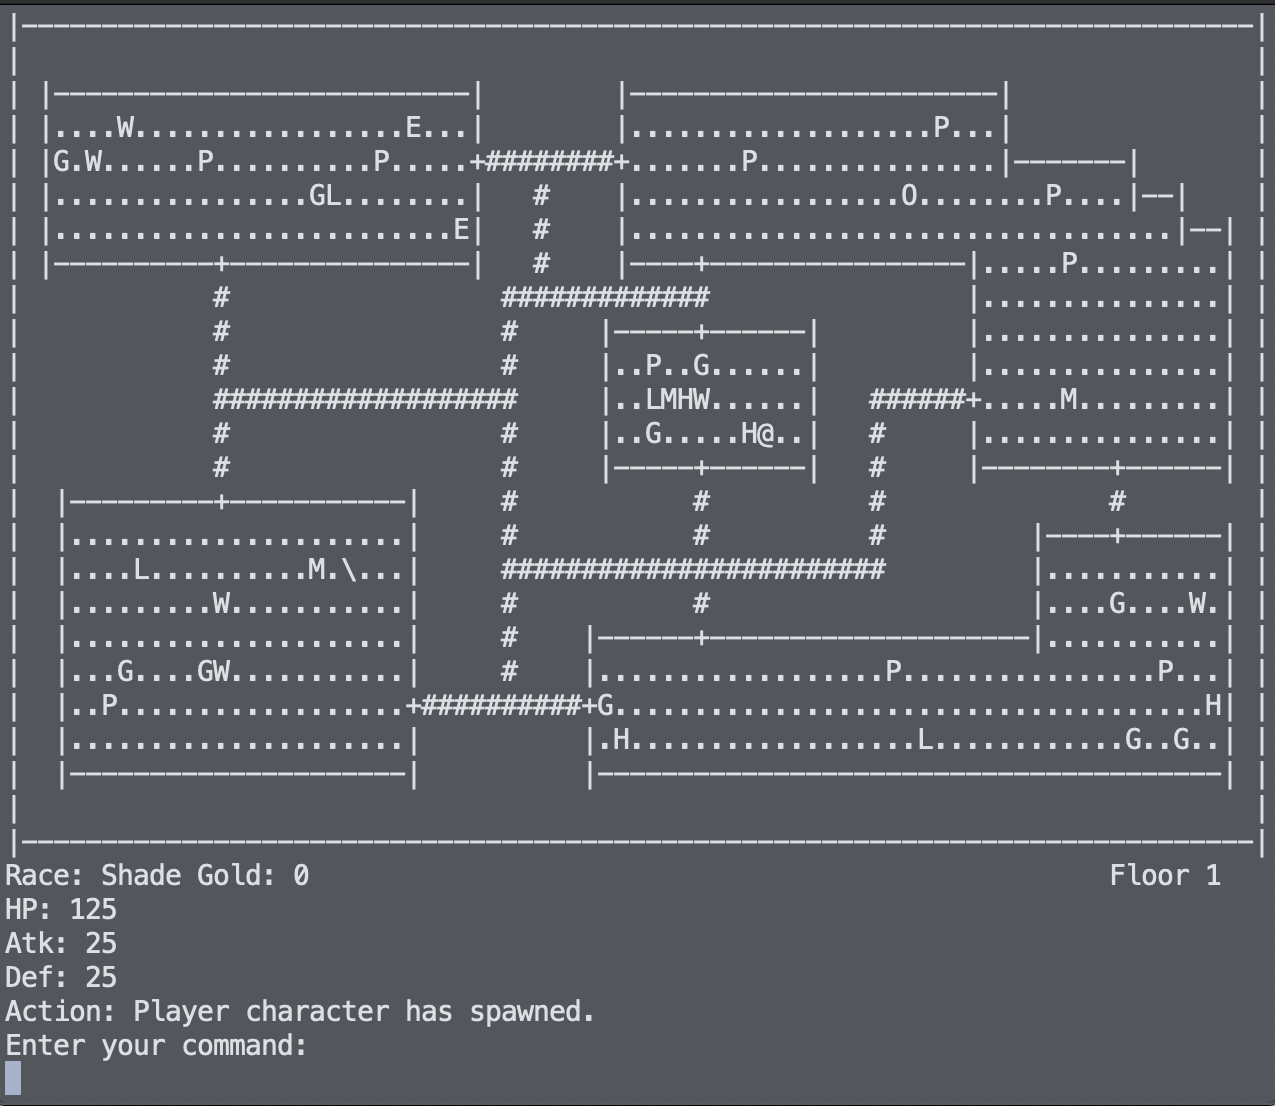 |-----------------------------------------------------------------------------|
|                                                                             |
| |--------------------------|        |-----------------------|               |
| |....W.................E...|        |...................P...|               |
| |G.W......P..........P.....+########+.......P...............|-------|       |
| |................GL........|   #    |.................O........P....|--|    |
| |.........................E|   #    |..................................|--| |
| |----------+---------------|   #    |----+----------------|.....P.........| |
|            #                 #############                |...............| |
|            #                 #     |-----+------|         |...............| |
|            #                 #     |..P..G......|         |...............| |
|            ###################     |..LMHW......|   ######+.....M.........| |
|            #                 #     |..G.....H@..|   #     |...............| |
|            #                 #     |-----+------|   #     |--------+------| |
|  |---------+-----------|     #           #          #              #        |
|  |.....................|     #           #          #         |----+------| |
|  |....L..........M.\...|     ########################         |...........| |
|  |.........W...........|     #           #                    |....G....W.| |
|  |.....................|     #    |------+--------------------|...........| |
|  |...G....GW...........|     #    |..................P................P...| |
|  |..P..................+##########+G.....................................H| |
|  |.....................|          |.H..................L............G..G..| |
|  |---------------------|          |---------------------------------------| |
|                                                                             |
|-----------------------------------------------------------------------------|
Race: Shade Gold: 0                                                  Floor 1
HP: 125
Atk: 25
Def: 25
Action: Player character has spawned.
Enter your command: